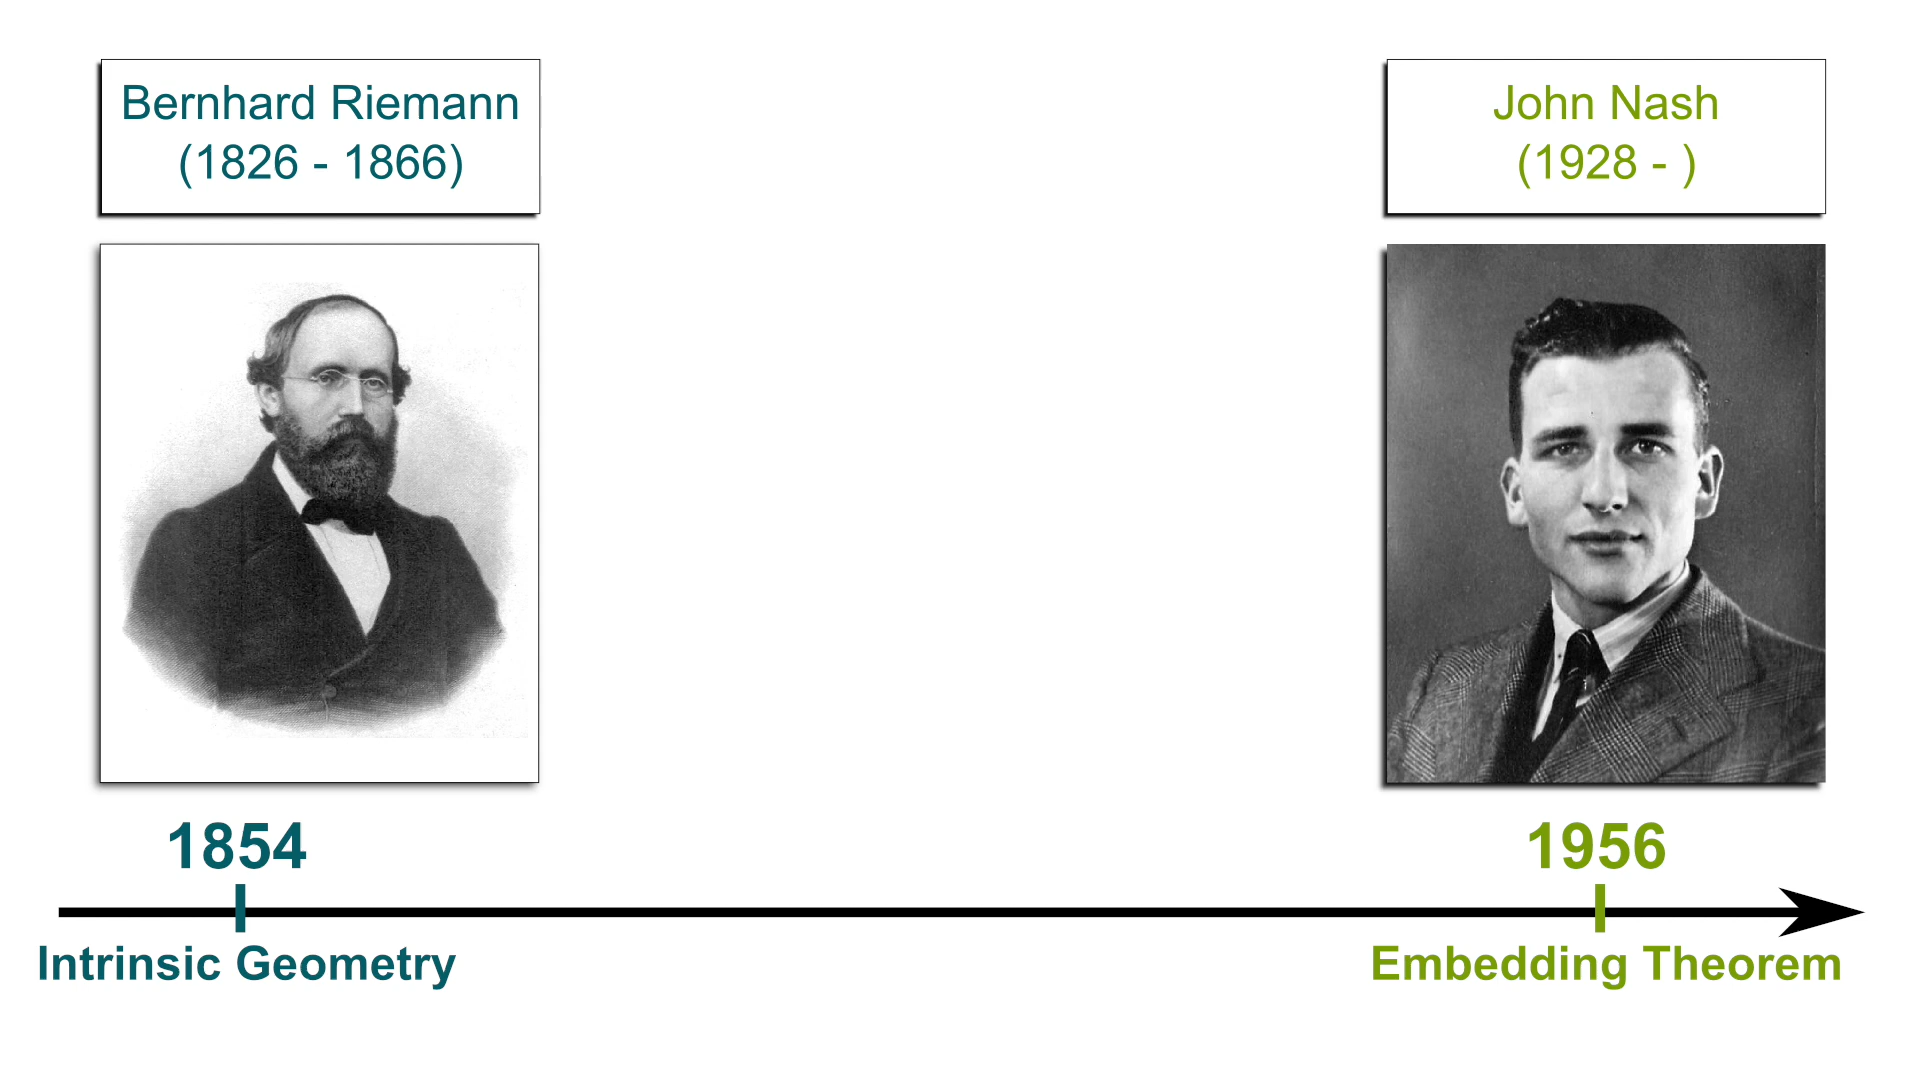 Bernhard Riemann
(1826 - 1866)
John Nash
(1928 - )
1854
1956
Intrinsic Geometry
Embedding Theorem